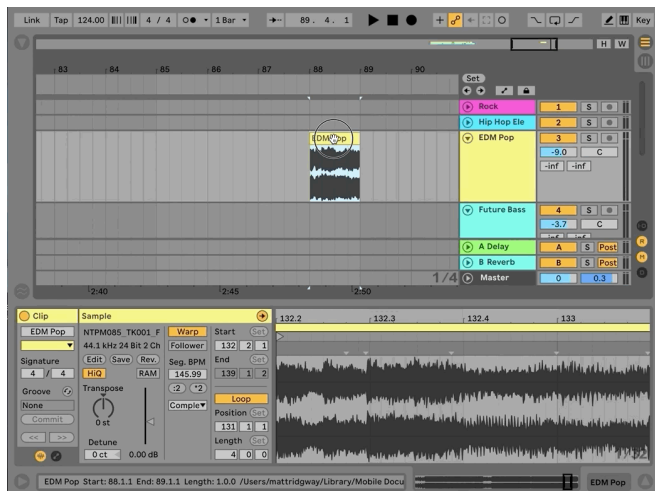 Link Tap 124.00 4 / 4 1 Bar 89. 4. 1 Key
H W
83 84 85 86 87 88 89 90
Set
Rock 1 S
Hip Hop Ele 2 S
EDM Pop EDM Pop 3 S
-9.0 C
-inf -inf
Future Bass 4 S
-3.7 C
-inf -inf
A Delay A S Post
B Reverb B S Post
1/4 Master 0 0.3
2:40 2:45 2:50
Clip Sample 132.2 132.3 132.4 133
EDM Pop NTPM085_TK001_F Warp Start Set
44.1 kHz 24 Bit 2 Ch Follower 132 2 1
Signature Edit Save Rev. Seg. BPM End Set
4 / 4 HiQ RAM 145.99 139 1 2
Groove Transpose :2 *2 Loop
None 0 st Comple Position Set
Commit 131 1 1
<< >> Detune Length Set
0 ct 0.00 dB 4 0 0
1/32
EDM Pop Start: 88.1.1 End: 89.1.1 Length: 1.0.0 /Users/mattridgway/Library/Mobile Docu EDM Pop